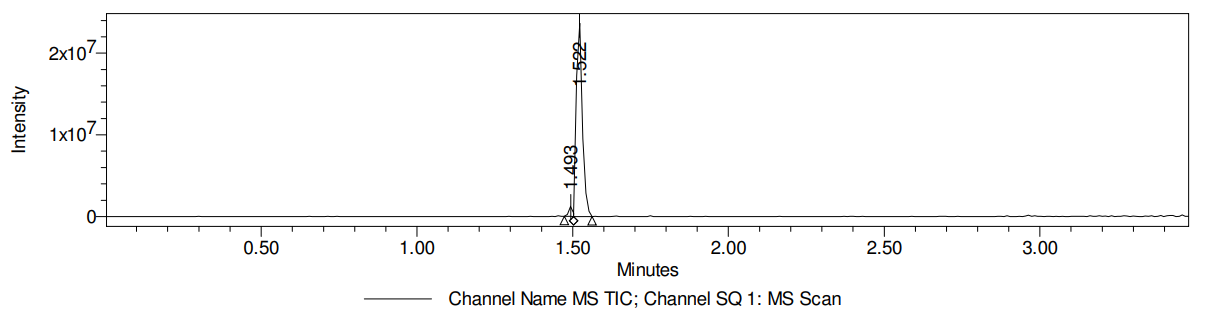 Intensity
2x10^7
1x10^7
0
1.493
1.522
0.50 1.00 1.50 2.00 2.50 3.00
Minutes
Channel Name MS TIC; Channel SQ 1: MS Scan